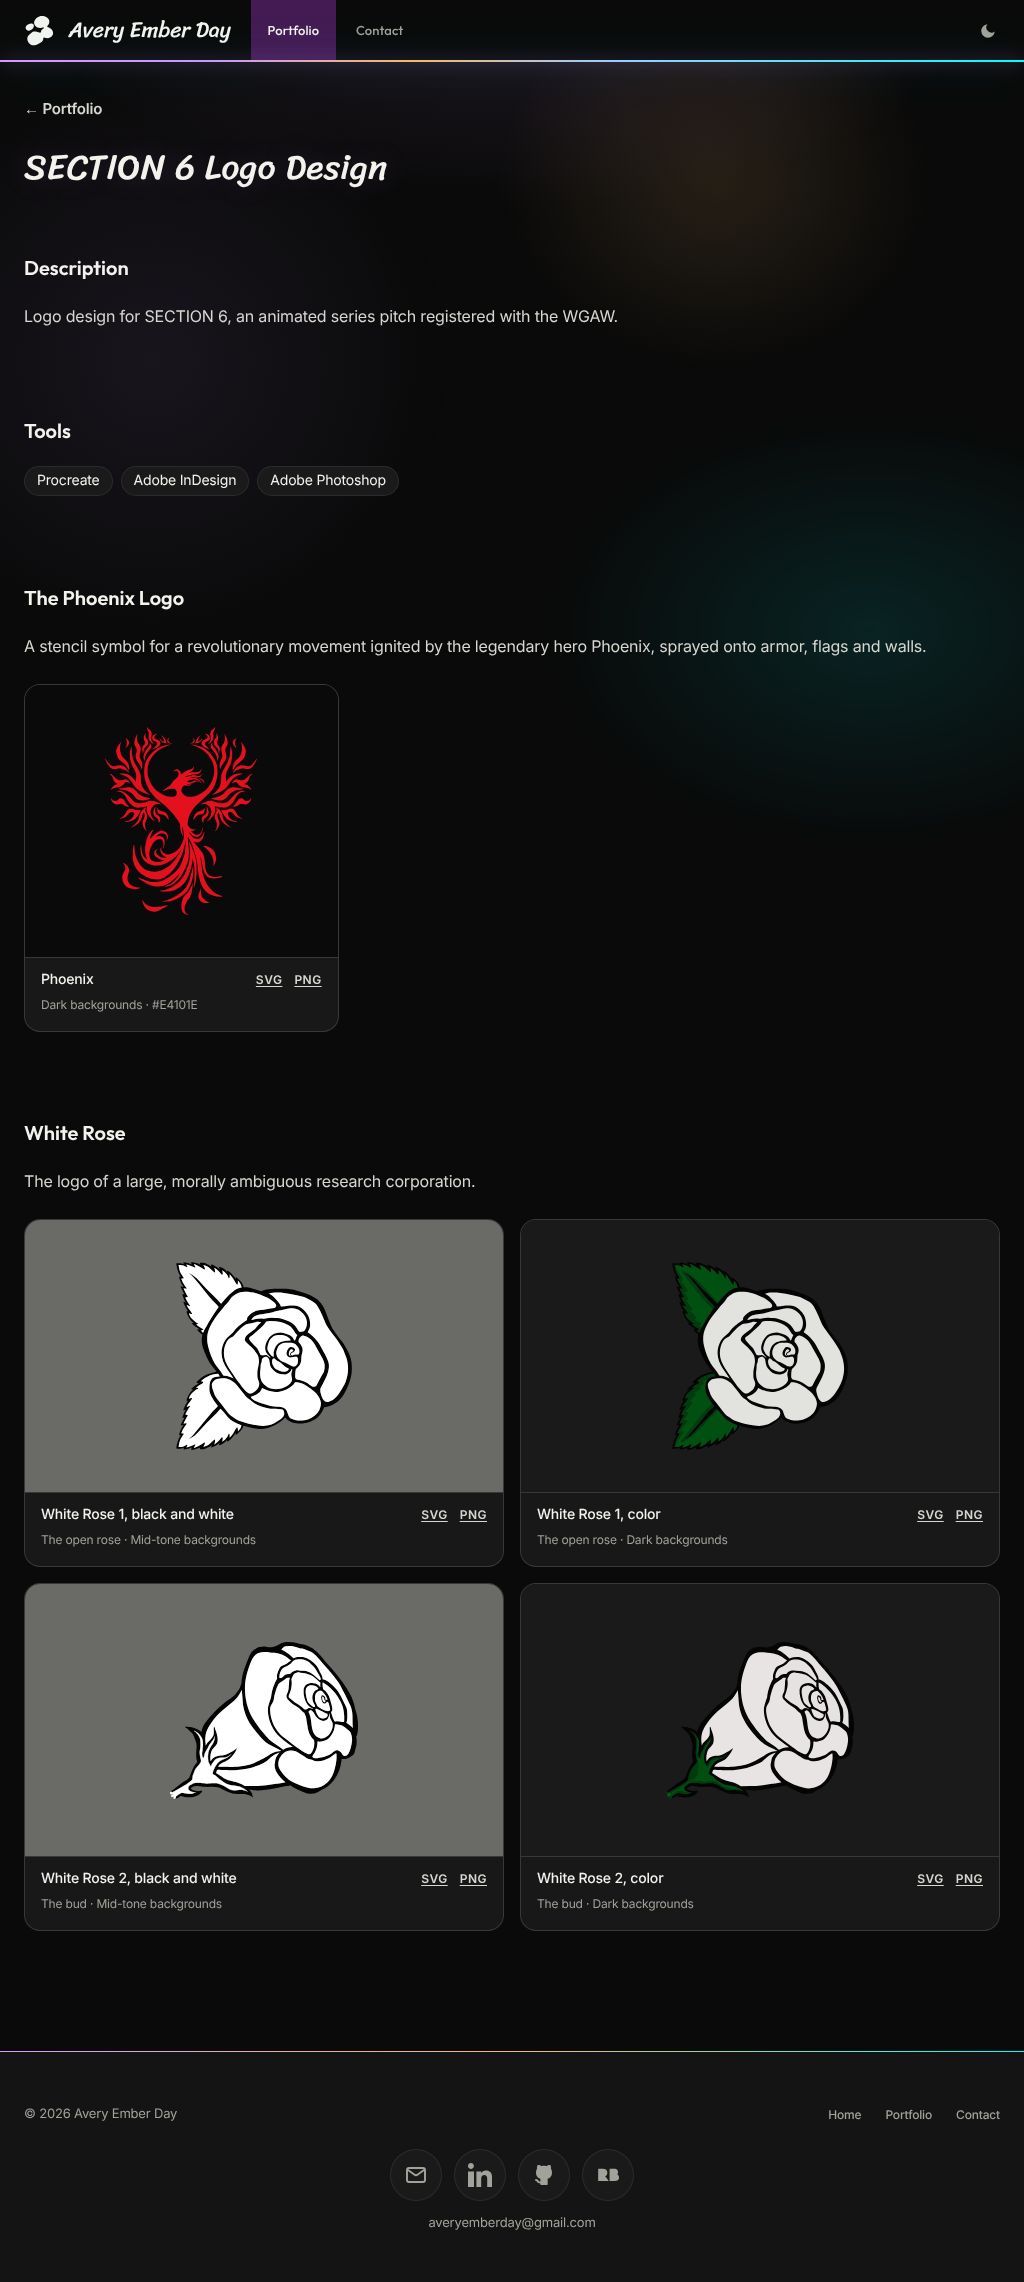 Avery Ember Day
Portfolio
Contact
← Portfolio
SECTION 6 Logo Design
Description
Logo design for SECTION 6, an animated series pitch registered with the WGAW.
Tools
Procreate
Adobe InDesign
Adobe Photoshop
The Phoenix Logo
A stencil symbol for a revolutionary movement ignited by the legendary hero Phoenix, sprayed onto armor, flags and walls.
Phoenix SVG PNG
Dark backgrounds · #E4101E
White Rose
The logo of a large, morally ambiguous research corporation.
White Rose 1, black and white SVG PNG
The open rose · Mid-tone backgrounds
White Rose 1, color SVG PNG
The open rose · Dark backgrounds
White Rose 2, black and white SVG PNG
The bud · Mid-tone backgrounds
White Rose 2, color SVG PNG
The bud · Dark backgrounds
© 2026 Avery Ember Day
Home Portfolio Contact
in
RB
averyemberday@gmail.com